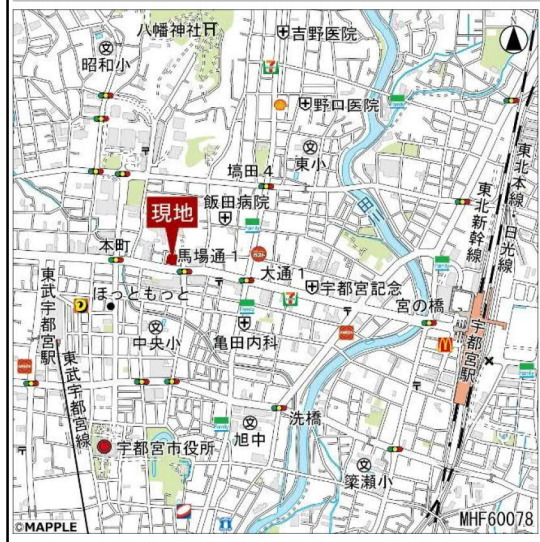 八幡神社
昭和小
吉野医院
野口医院
東小
塙田4
飯田病院
現地
本町
馬場通1
大通1
田川
東北本線・日光線
東北新幹線
東武宇都宮駅
ほっともっと
宇都宮記念
宮の橋
宇都宮駅
中央小
亀田内科
東武宇都宮線
洗橋
旭中
宇都宮市役所
簗瀬小
©MAPPLE
MHF60078